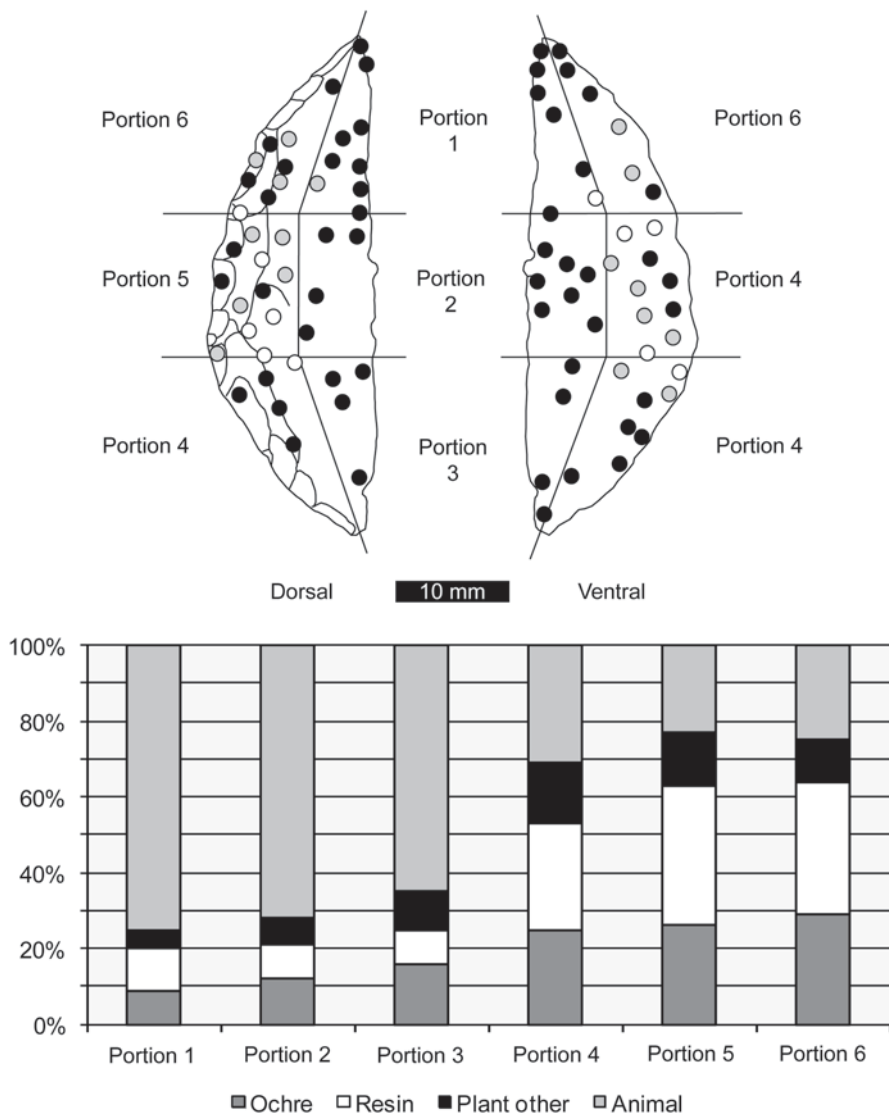 Portion 6
Portion
1
Portion 6
Portion 5
Portion
2
Portion 4
Portion 4
Portion
3
Portion 4
Dorsal
10 mm
Ventral
100%
80%
60%
40%
20%
0%
Portion 1
Portion 2
Portion 3
Portion 4
Portion 5
Portion 6
Ochre
Resin
Plant other
Animal